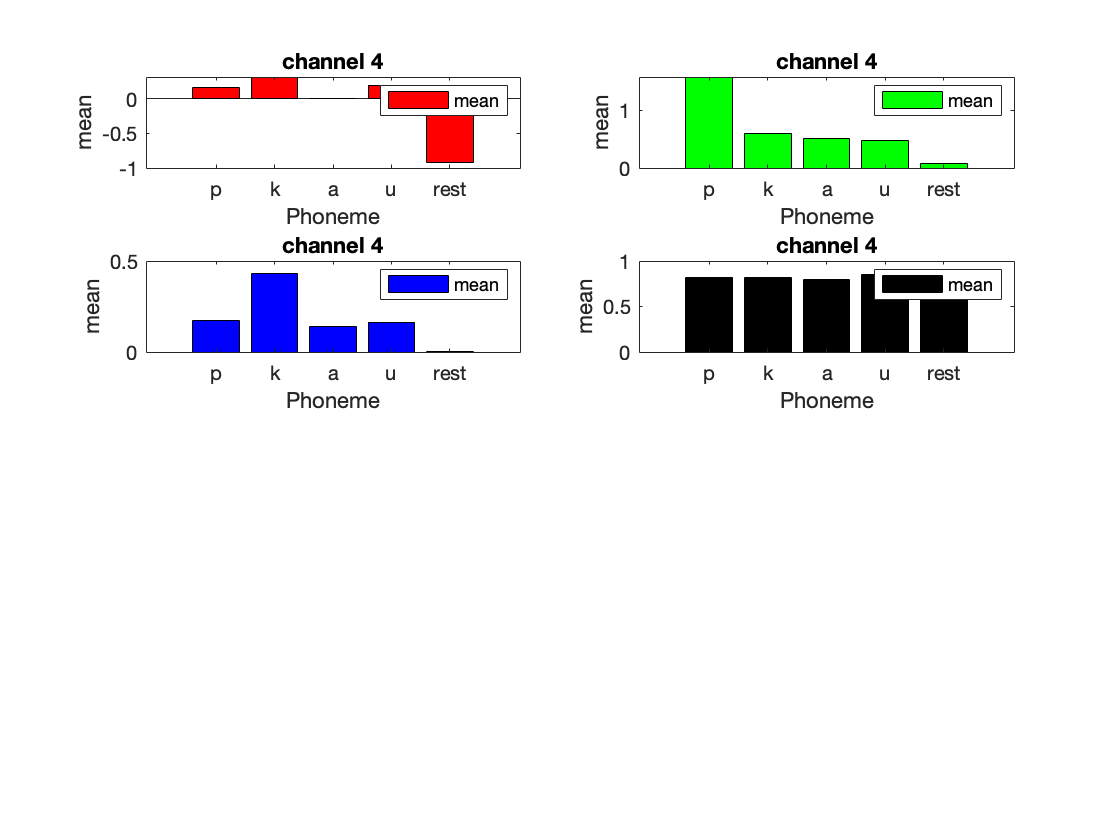 channel 4
mean
0
-0.5
-1
mean
p k a u rest
Phoneme
channel 4
mean
1
0
mean
p k a u rest
Phoneme
channel 4
mean
0.5
0
mean
p k a u rest
Phoneme
channel 4
mean
1
0.5
0
mean
p k a u rest
Phoneme